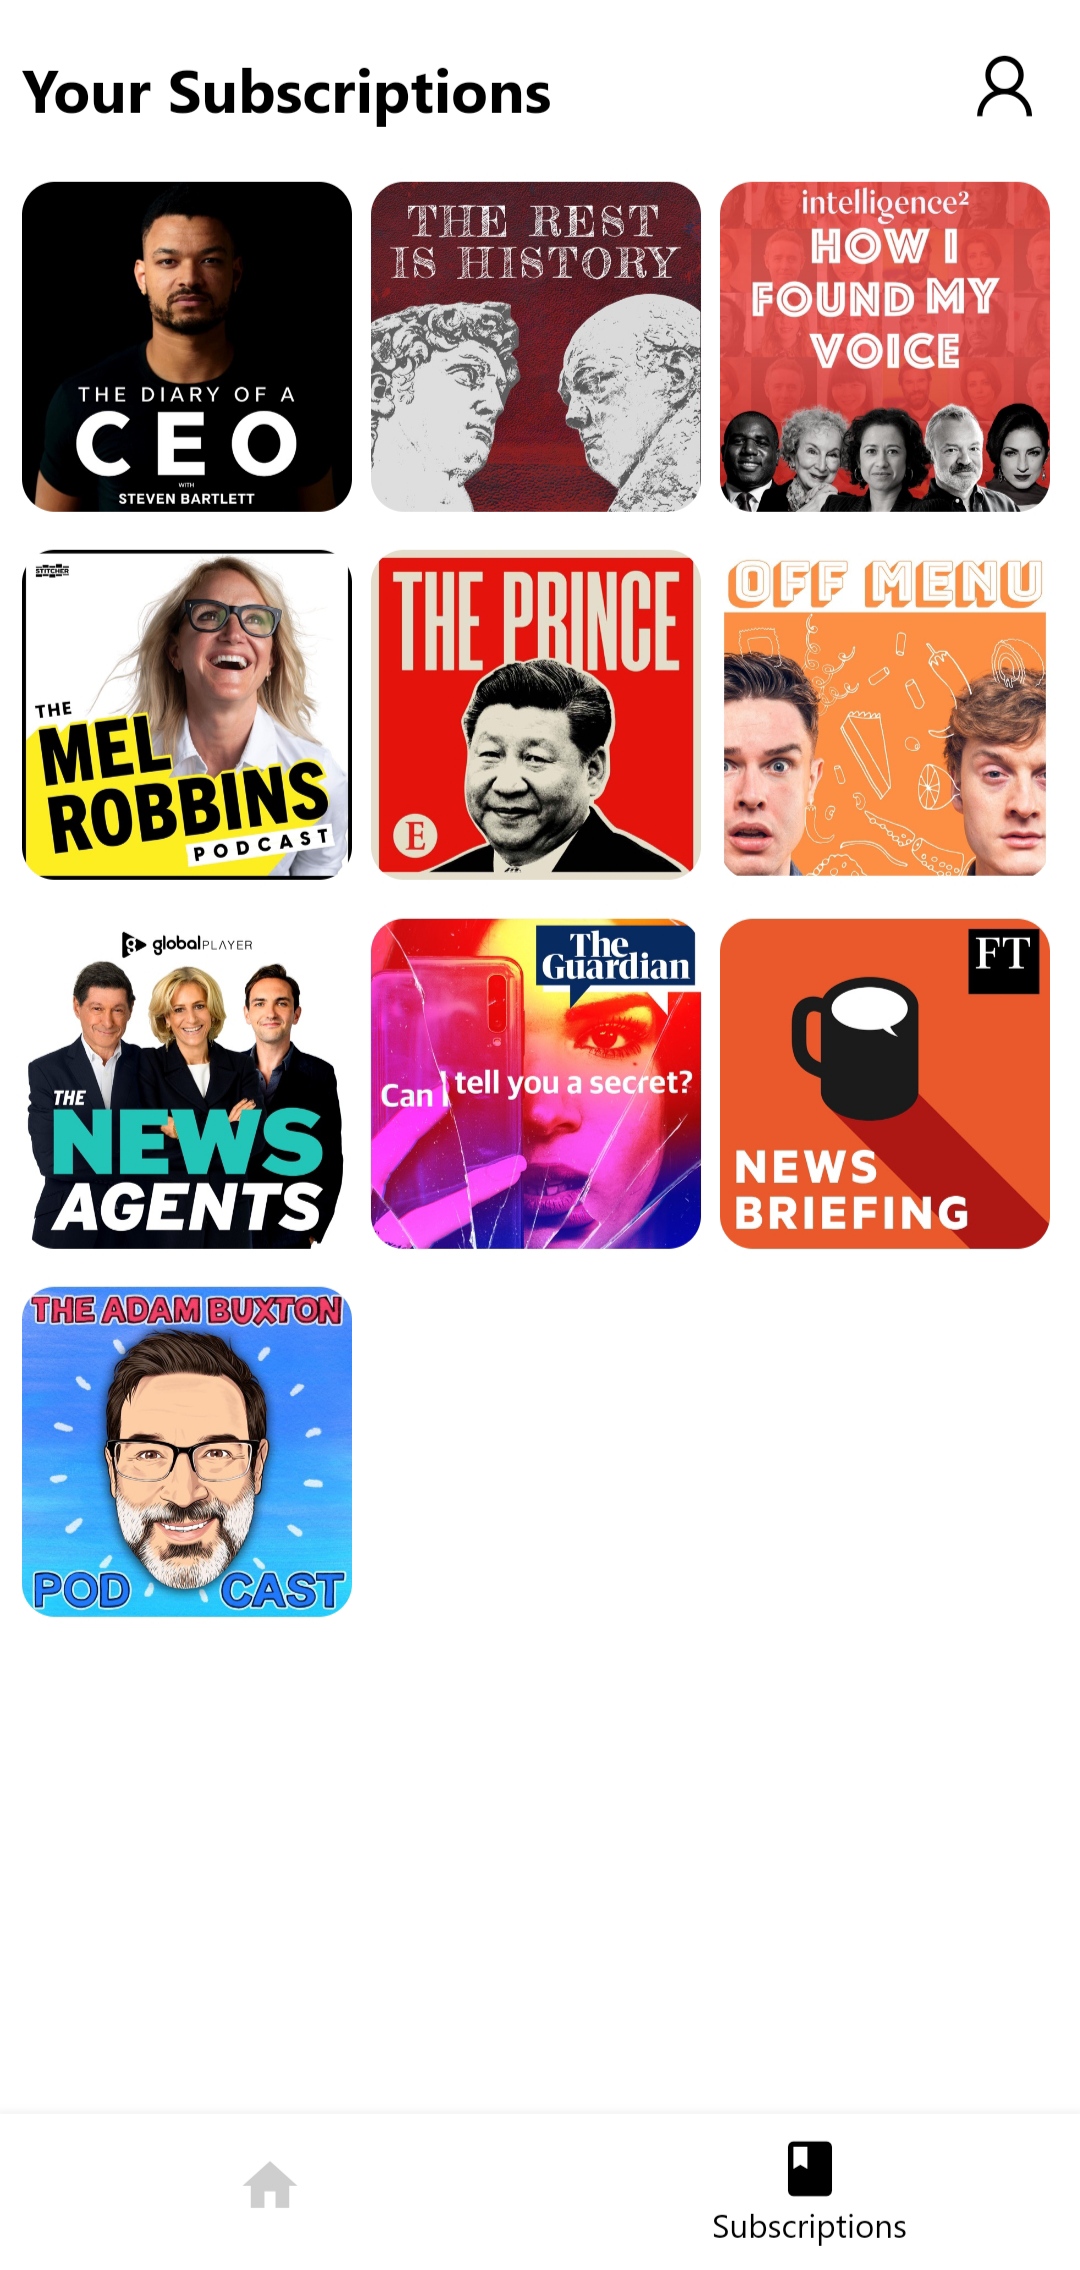 Your Subscriptions
THE DIARY OF A
CEO
WITH
STEVEN BARTLETT
THE REST
IS HISTORY
intelligence²
HOW I
FOUND MY
VOICE
STITCHER
THE
MEL
ROBBINS
PODCAST
THE PRINCE
E
OFF MENU
globalPLAYER
THE
NEWS
AGENTS
The
Guardian
Can I tell you a secret?
FT
NEWS
BRIEFING
THE ADAM BUXTON
POD CAST
Subscriptions